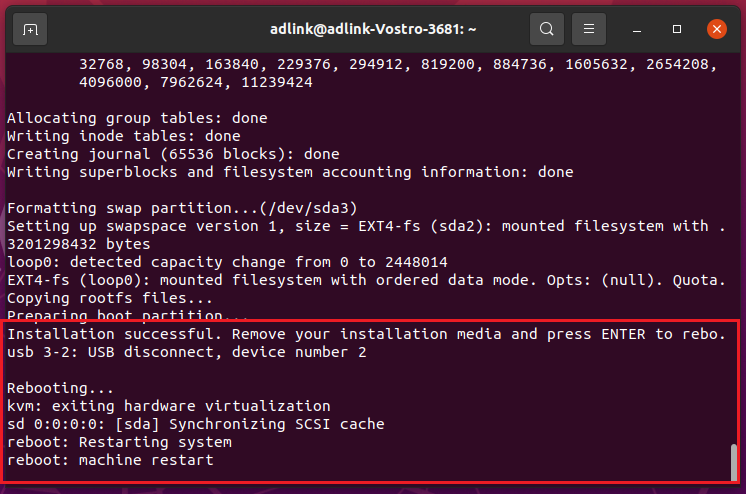 adlink@adlink-Vostro-3681: ~
32768, 98304, 163840, 229376, 294912, 819200, 884736, 1605632, 2654208,
4096000, 7962624, 11239424
Allocating group tables: done
Writing inode tables: done
Creating journal (65536 blocks): done
Writing superblocks and filesystem accounting information: done
Formatting swap partition...(/dev/sda3)
Setting up swapspace version 1, size = EXT4-fs (sda2): mounted filesystem with .
3201298432 bytes
loop0: detected capacity change from 0 to 2448014
EXT4-fs (loop0): mounted filesystem with ordered data mode. Opts: (null). Quota.
Copying rootfs files...
Preparing boot partition...
Installation successful. Remove your installation media and press ENTER to rebo.
usb 3-2: USB disconnect, device number 2
Rebooting...
kvm: exiting hardware virtualization
sd 0:0:0:0: [sda] Synchronizing SCSI cache
reboot: Restarting system
reboot: machine restart